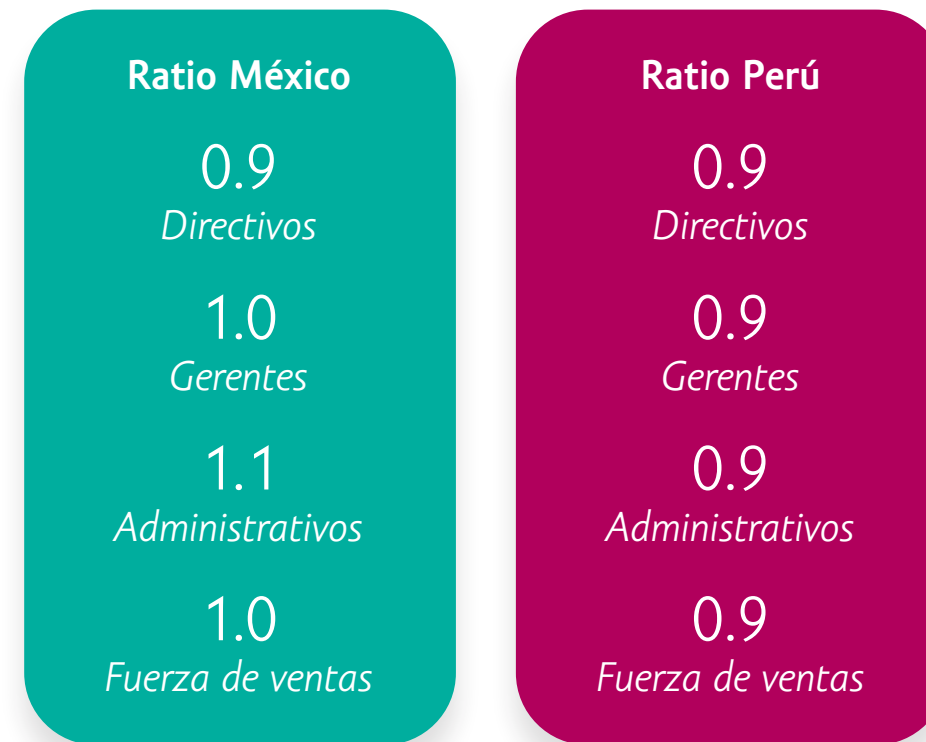 Ratio México
0.9
Directivos
1.0
Gerentes
1.1
Administrativos
1.0
Fuerza de ventas
Ratio Perú
0.9
Directivos
0.9
Gerentes
0.9
Administrativos
0.9
Fuerza de ventas